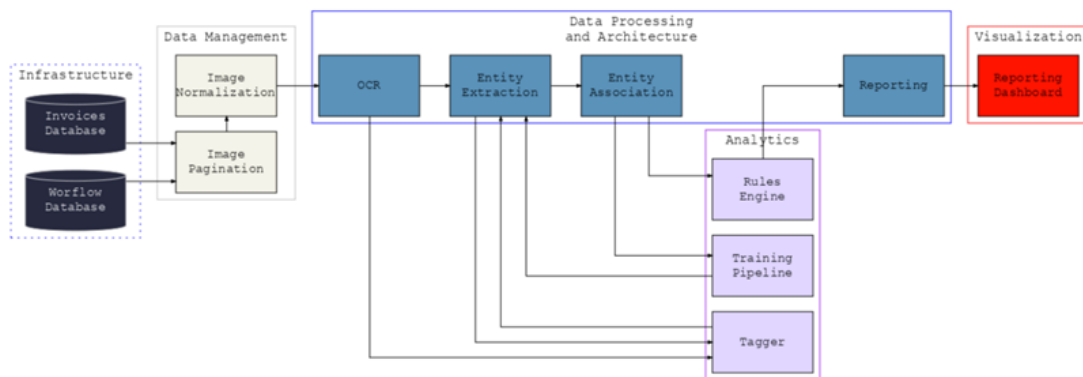 Infrastructure
Invoices
Database
Worflow
Database
Data Management
Image
Normalization
Image
Pagination
Data Processing
and Architecture
OCR
Entity
Extraction
Entity
Association
Reporting
Analytics
Rules
Engine
Training
Pipeline
Tagger
Visualization
Reporting
Dashboard